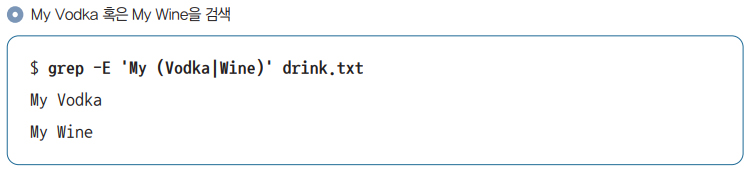 My Vodka 혹은 My Wine을 검색
$ grep -E 'My (Vodka|Wine)' drink.txt
My Vodka
My Wine